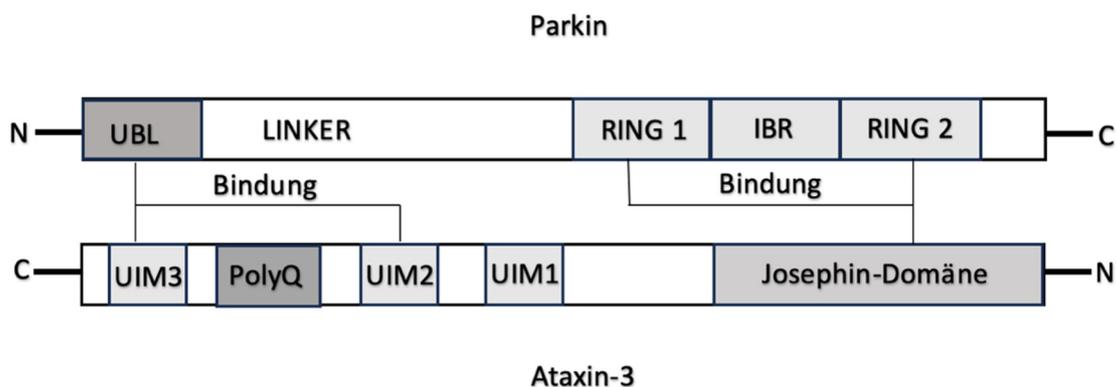 Parkin
N UBL LINKER RING 1 IBR RING 2 C
Bindung Bindung
C UIM3 PolyQ UIM2 UIM1 Josephin-Domäne N
Ataxin-3